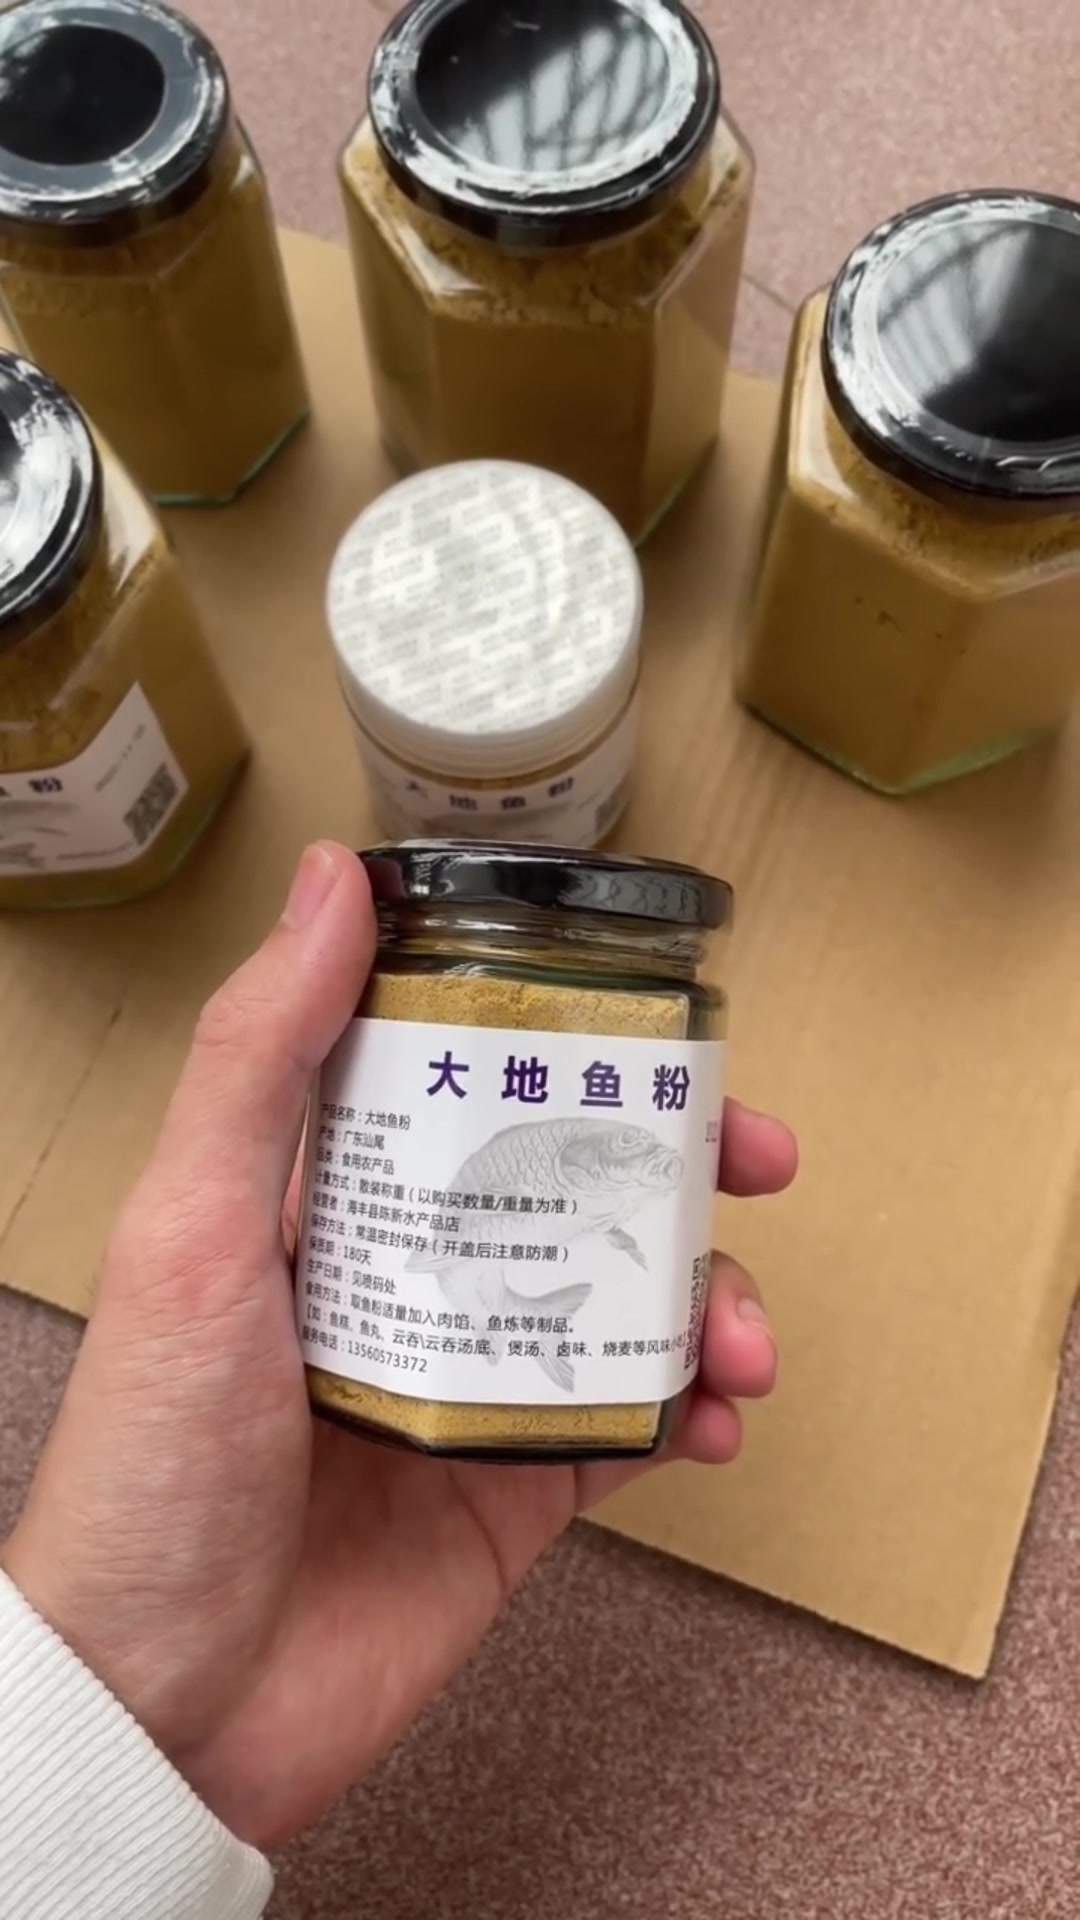 大地鱼粉
鱼粉
大地鱼粉
产品名称：大地鱼粉
产地：广东汕尾
品类：食用农产品
计量方式：散装称重（以购买数量/重量为准）
经营者：海丰县陈新水产品店
保存方法：常温密封保存（开盖后注意防潮）
保质期：180天
生产日期：见喷码处
食用方法：取鱼粉适量加入肉馅、鱼炼等制品。
【如：鱼糕、鱼丸、云吞\云吞汤底、煲汤、卤味、烧麦等风味小
服务电话：13560573372